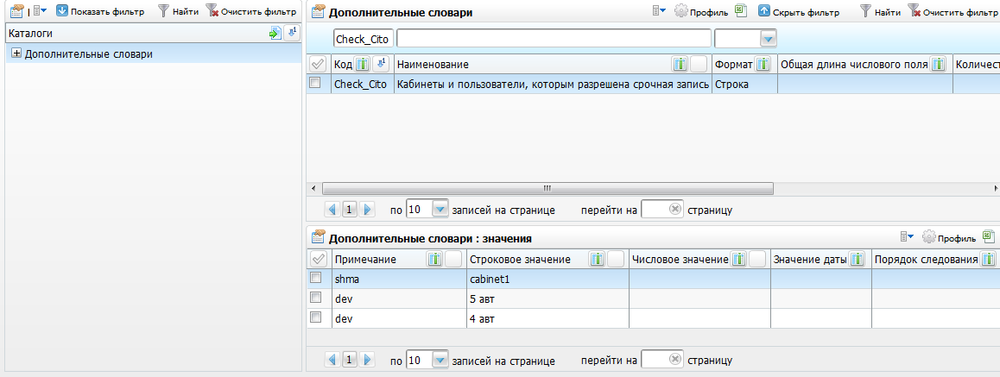 Показать фильтр Найти Очистить фильтр
Каталоги
Дополнительные словари
Дополнительные словари Профиль Скрыть фильтр Найти Очистить фильтр
Check_Cito
Код Наименование Формат Общая длина числового поля Количест
Check_Cito Кабинеты и пользователи, которым разрешена срочная запись Строка
1 по 10 записей на странице перейти на страницу
Дополнительные словари : значения Профиль
Примечание Строковое значение Числовое значение Значение даты Порядок следования
shma cabinet1
dev 5 авт
dev 4 авт
1 по 10 записей на странице перейти на страницу